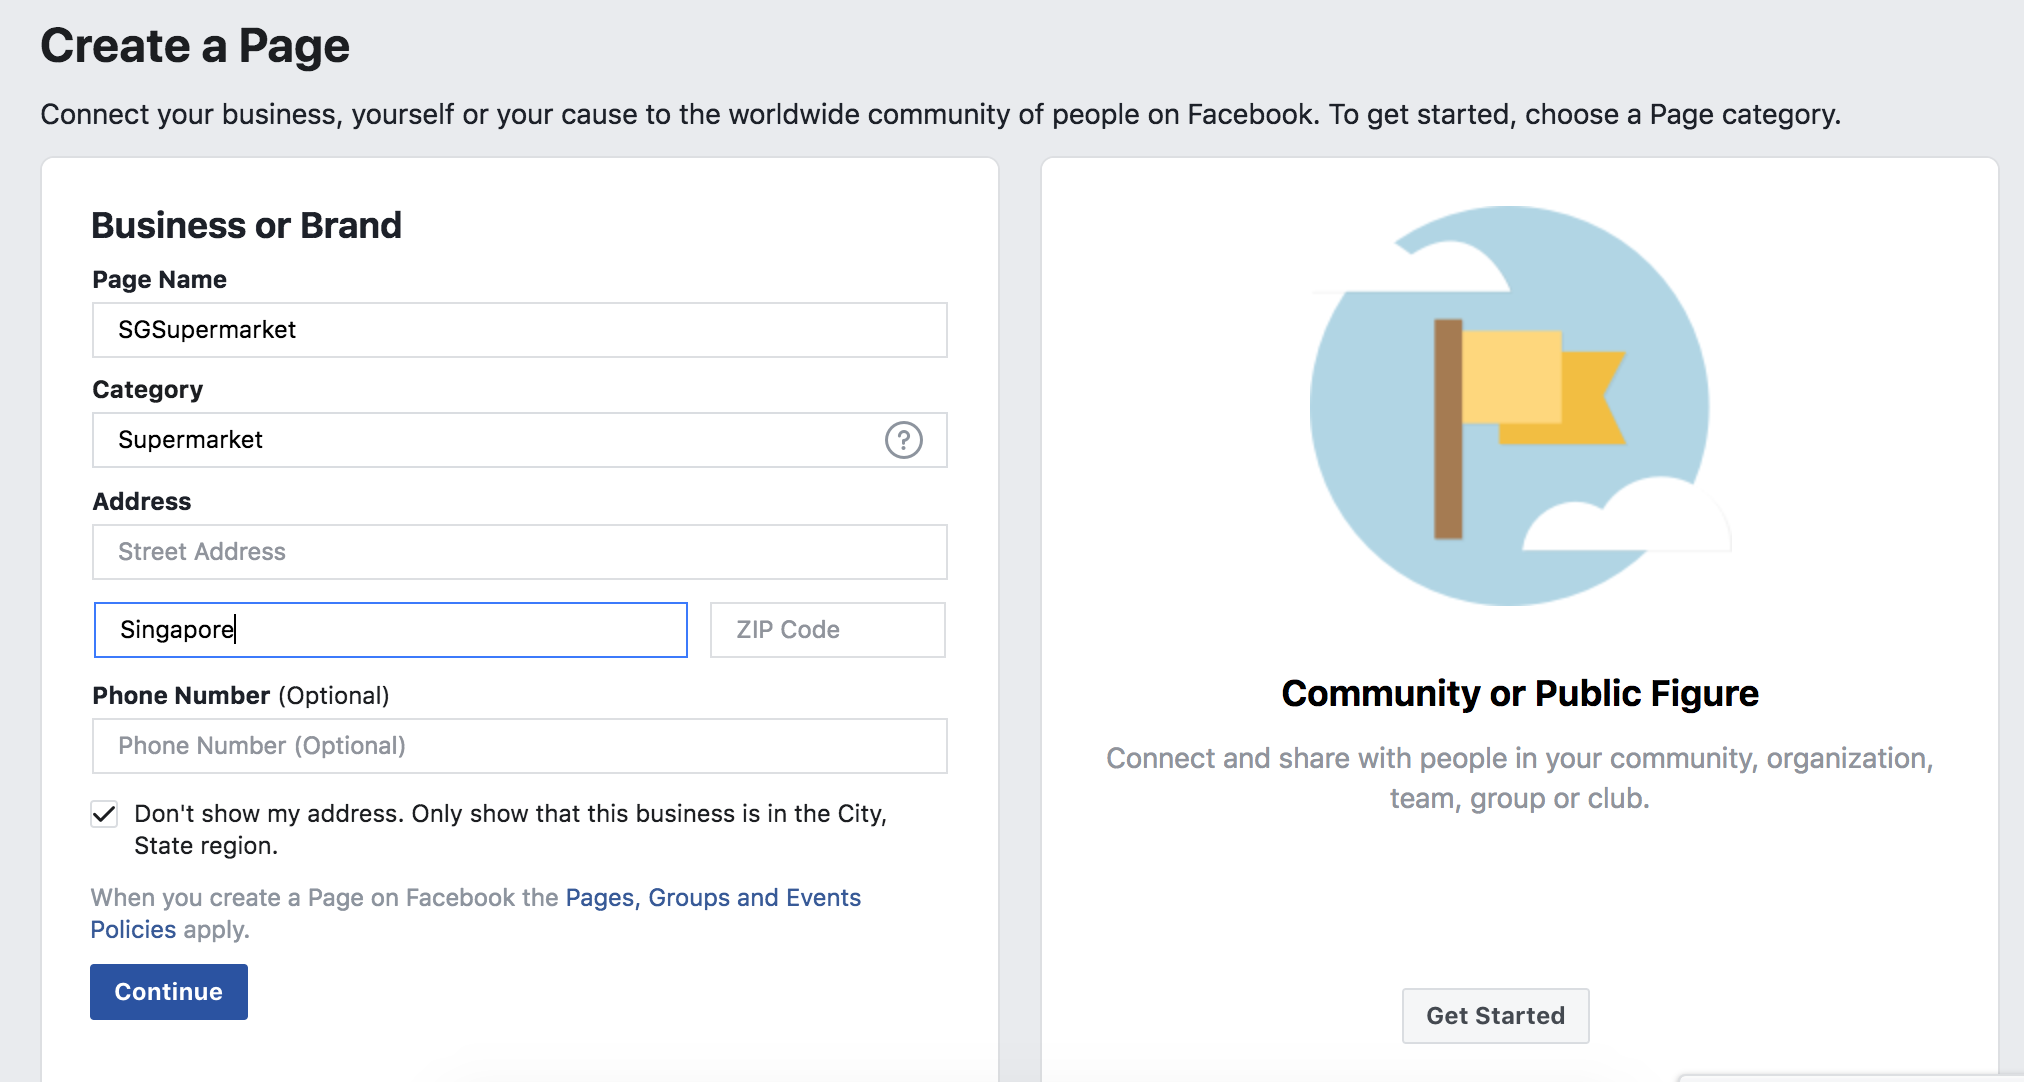 Create a Page
Connect your business, yourself or your cause to the worldwide community of people on Facebook. To get started, choose a Page category.
Business or Brand
Page Name
SGSupermarket
Category
Supermarket
?
Address
Street Address
Singapore
ZIP Code
Phone Number (Optional)
Phone Number (Optional)
Don't show my address. Only show that this business is in the City,
State region.
When you create a Page on Facebook the Pages, Groups and Events
Policies apply.
Continue
Community or Public Figure
Connect and share with people in your community, organization,
team, group or club.
Get Started